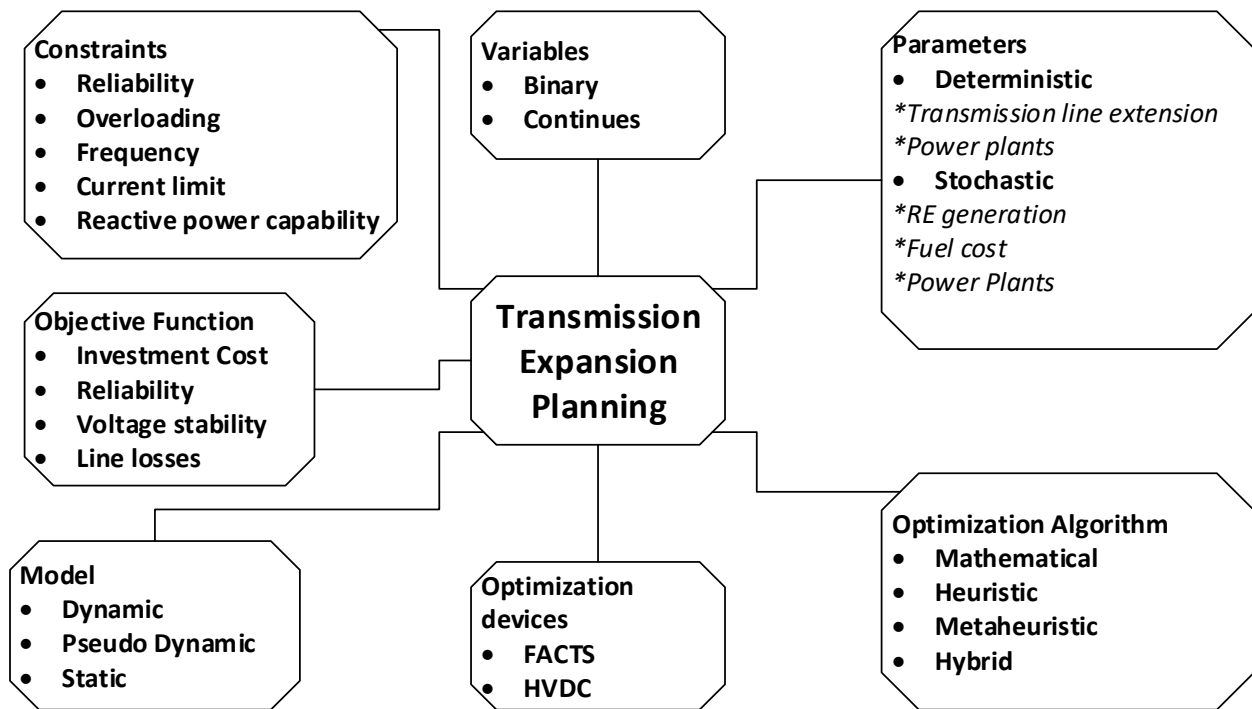 Constraints
• Reliability
• Overloading
• Frequency
• Current limit
• Reactive power capability
Variables
• Binary
• Continues
Parameters
• Deterministic
*Transmission line extension
*Power plants
• Stochastic
*RE generation
*Fuel cost
*Power Plants
Objective Function
• Investment Cost
• Reliability
• Voltage stability
• Line losses
Transmission
Expansion
Planning
Model
• Dynamic
• Pseudo Dynamic
• Static
Optimization
devices
• FACTS
• HVDC
Optimization Algorithm
• Mathematical
• Heuristic
• Metaheuristic
• Hybrid